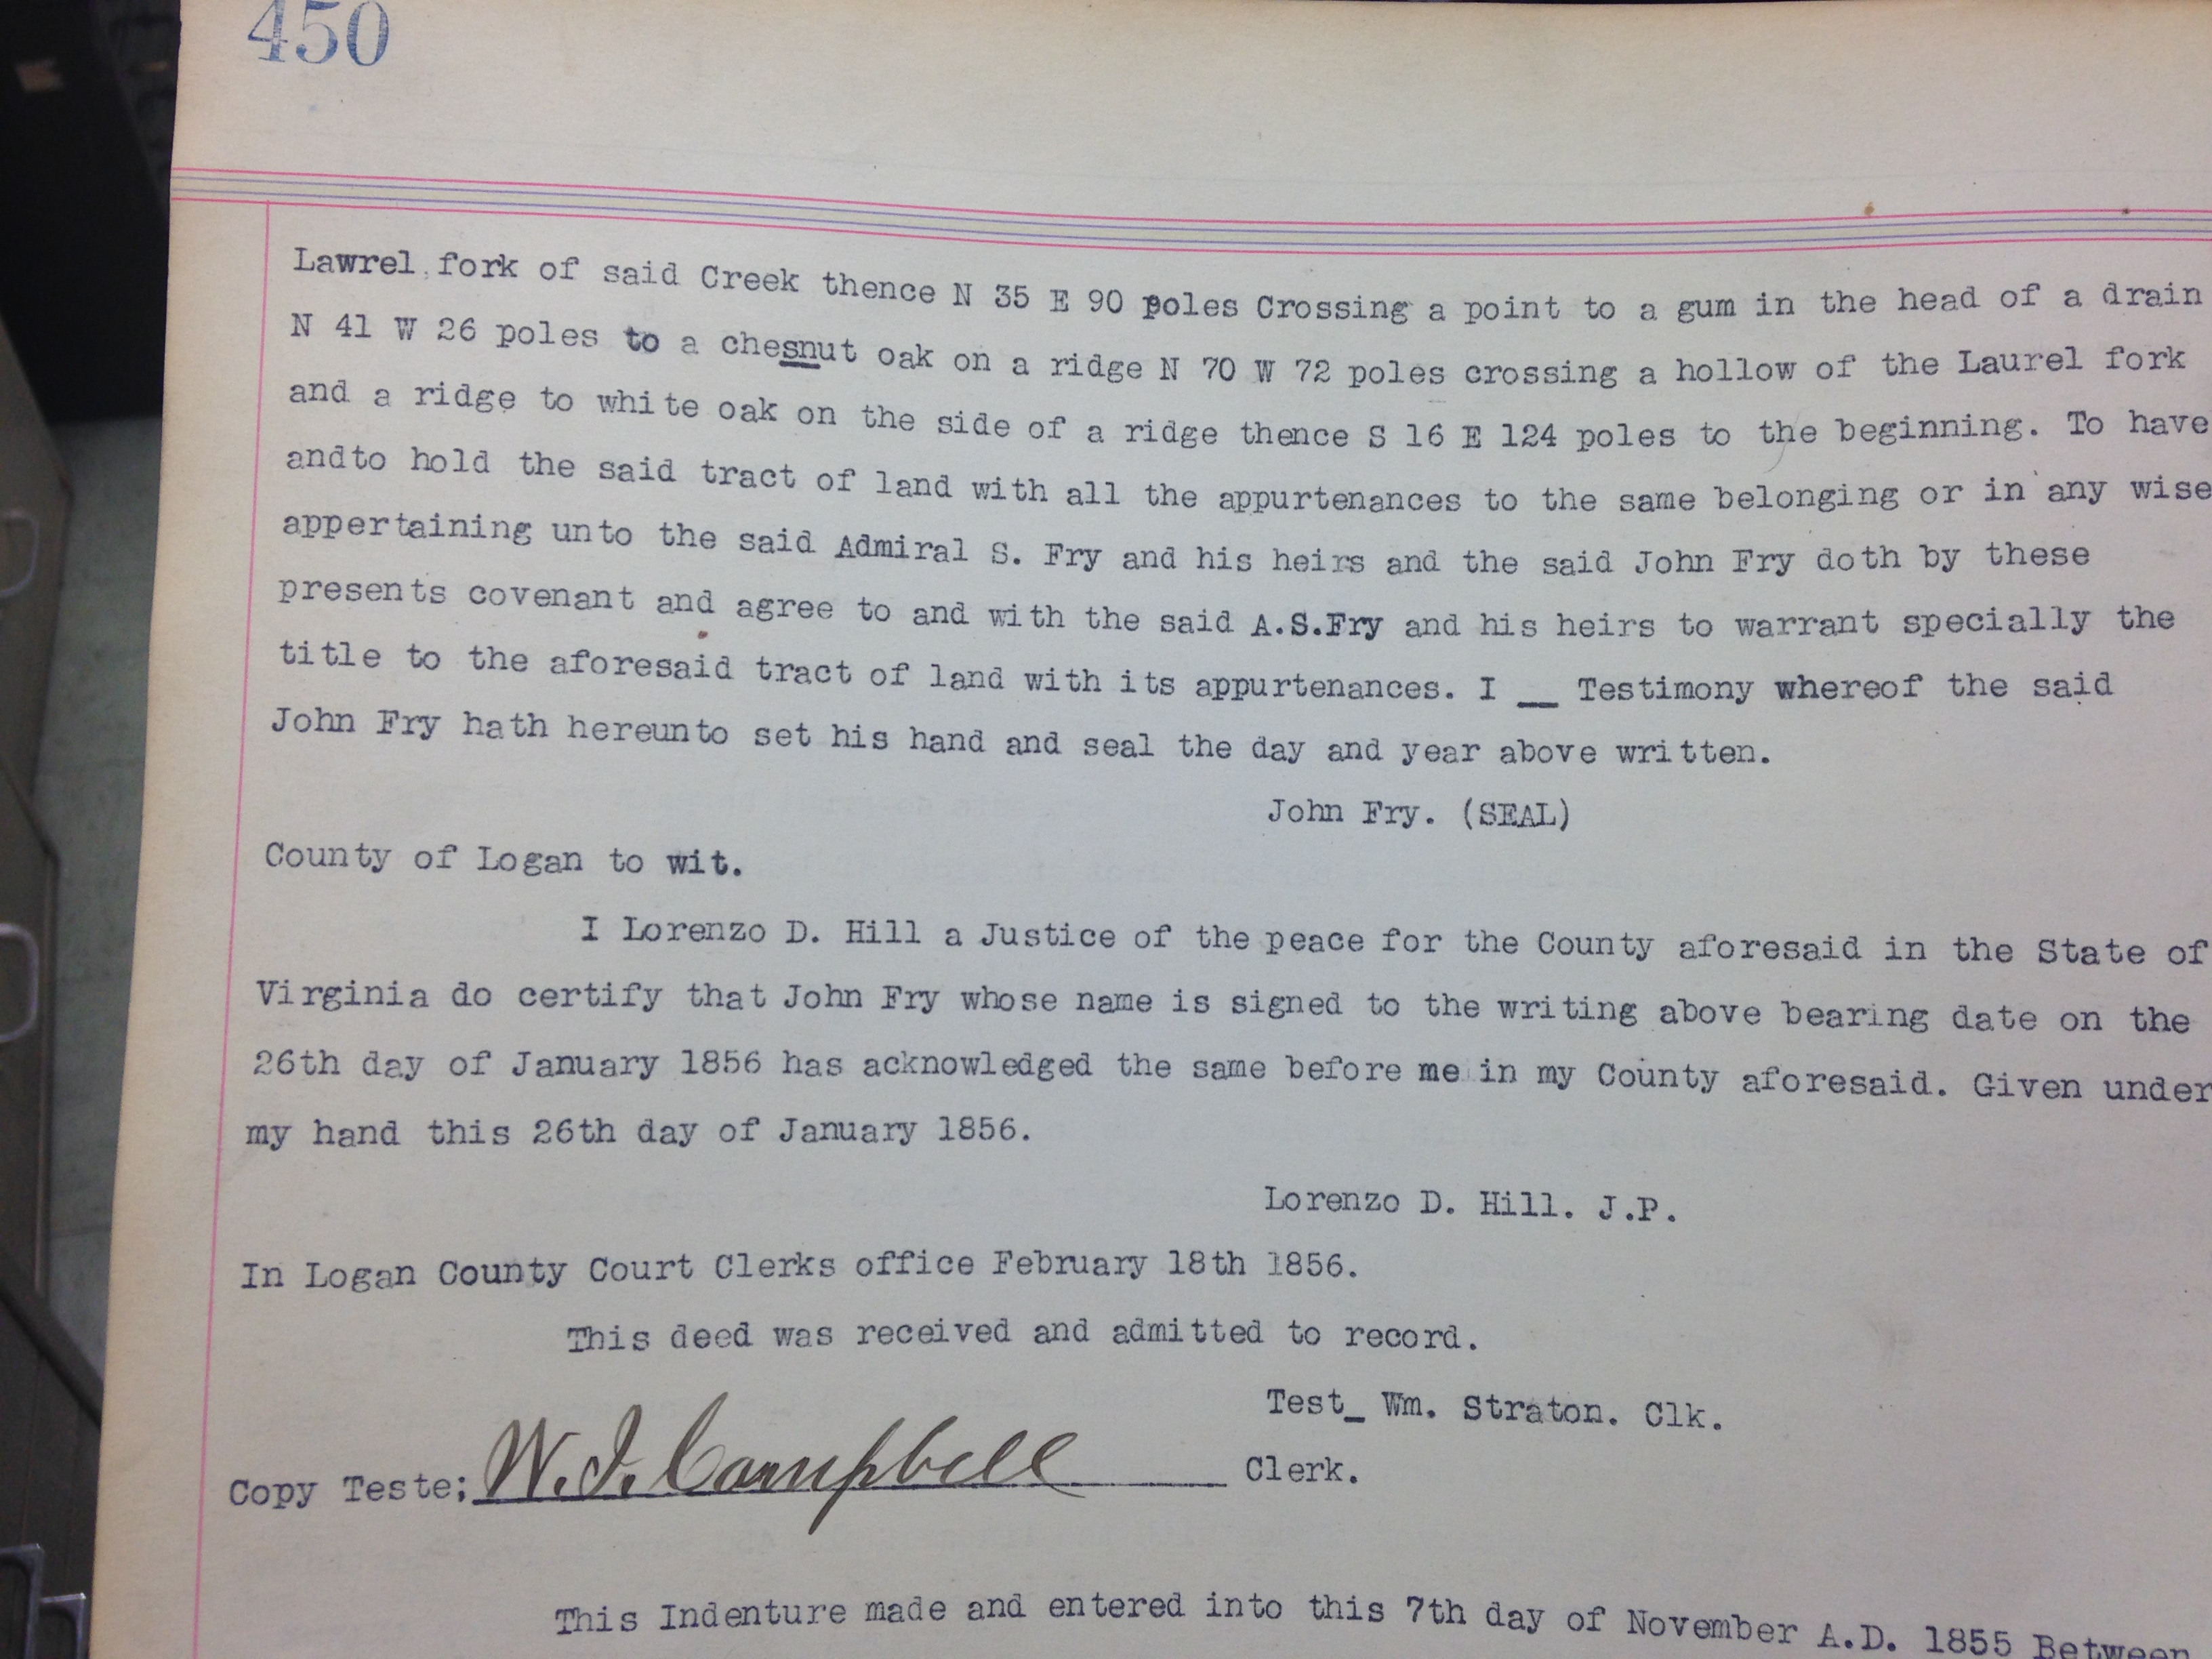 450
Lawrel fork of said Creek thence N 35 E 90 poles Crossing a point to a gum in the head of a drain
N 41 W 26 poles to a chesnut oak on a ridge N 70 W 72 poles crossing a hollow of the Laurel fork
and a ridge to white oak on the side of a ridge thence S 16 E 124 poles to the beginning. To have
andto hold the said tract of land with all the appurtenances to the same belonging or in any wise
appertaining unto the said Admiral S. Fry and his heirs and the said John Fry doth by these
presents covenant and agree to and with the said A.S.Fry and his heirs to warrant specially the
title to the aforesaid tract of land with its appurtenances. I __ Testimony whereof the said
John Fry hath hereunto set his hand and seal the day and year above written.
John Fry. (SEAL)
County of Logan to wit.
I Lorenzo D. Hill a Justice of the peace for the County aforesaid in the State of
Virginia do certify that John Fry whose name is signed to the writing above bearing date on the
26th day of January 1856 has acknowledged the same before me in my County aforesaid. Given under
my hand this 26th day of January 1856.
Lorenzo D. Hill. J.P.
In Logan County Court Clerks office February 18th 1856.
This deed was received and admitted to record.
Test_ Wm. Straton. Clk.
Copy Teste; W. I. Campbell Clerk.
This Indenture made and entered into this 7th day of November A.D. 1855 Between